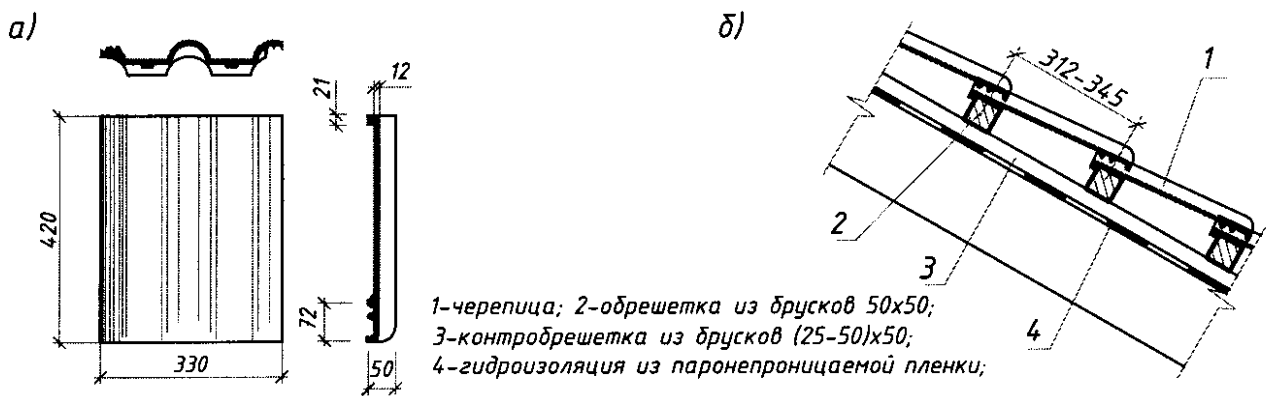 а)
б)
12
21
312-345
1
420
2
3
4
72
330
50
1-черепица; 2-обрешетка из брусков 50х50;
3-контробрешетка из брусков (25-50)х50;
4-гидроизоляция из паронепроницаемой пленки;